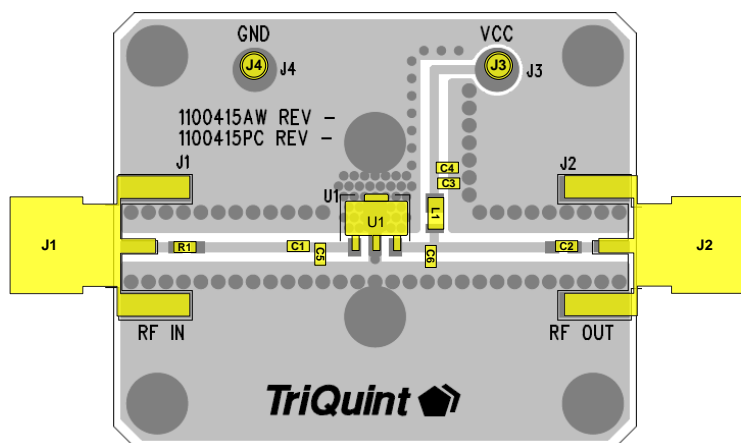 GND
VCC
J4
J4
J3
J3
1100415AW REV -
1100415PC REV -
J1
J2
C4
C3
U1
U1
L1
J1
R1
C1
C5
C6
C2
J2
RF IN
RF OUT
TriQuint